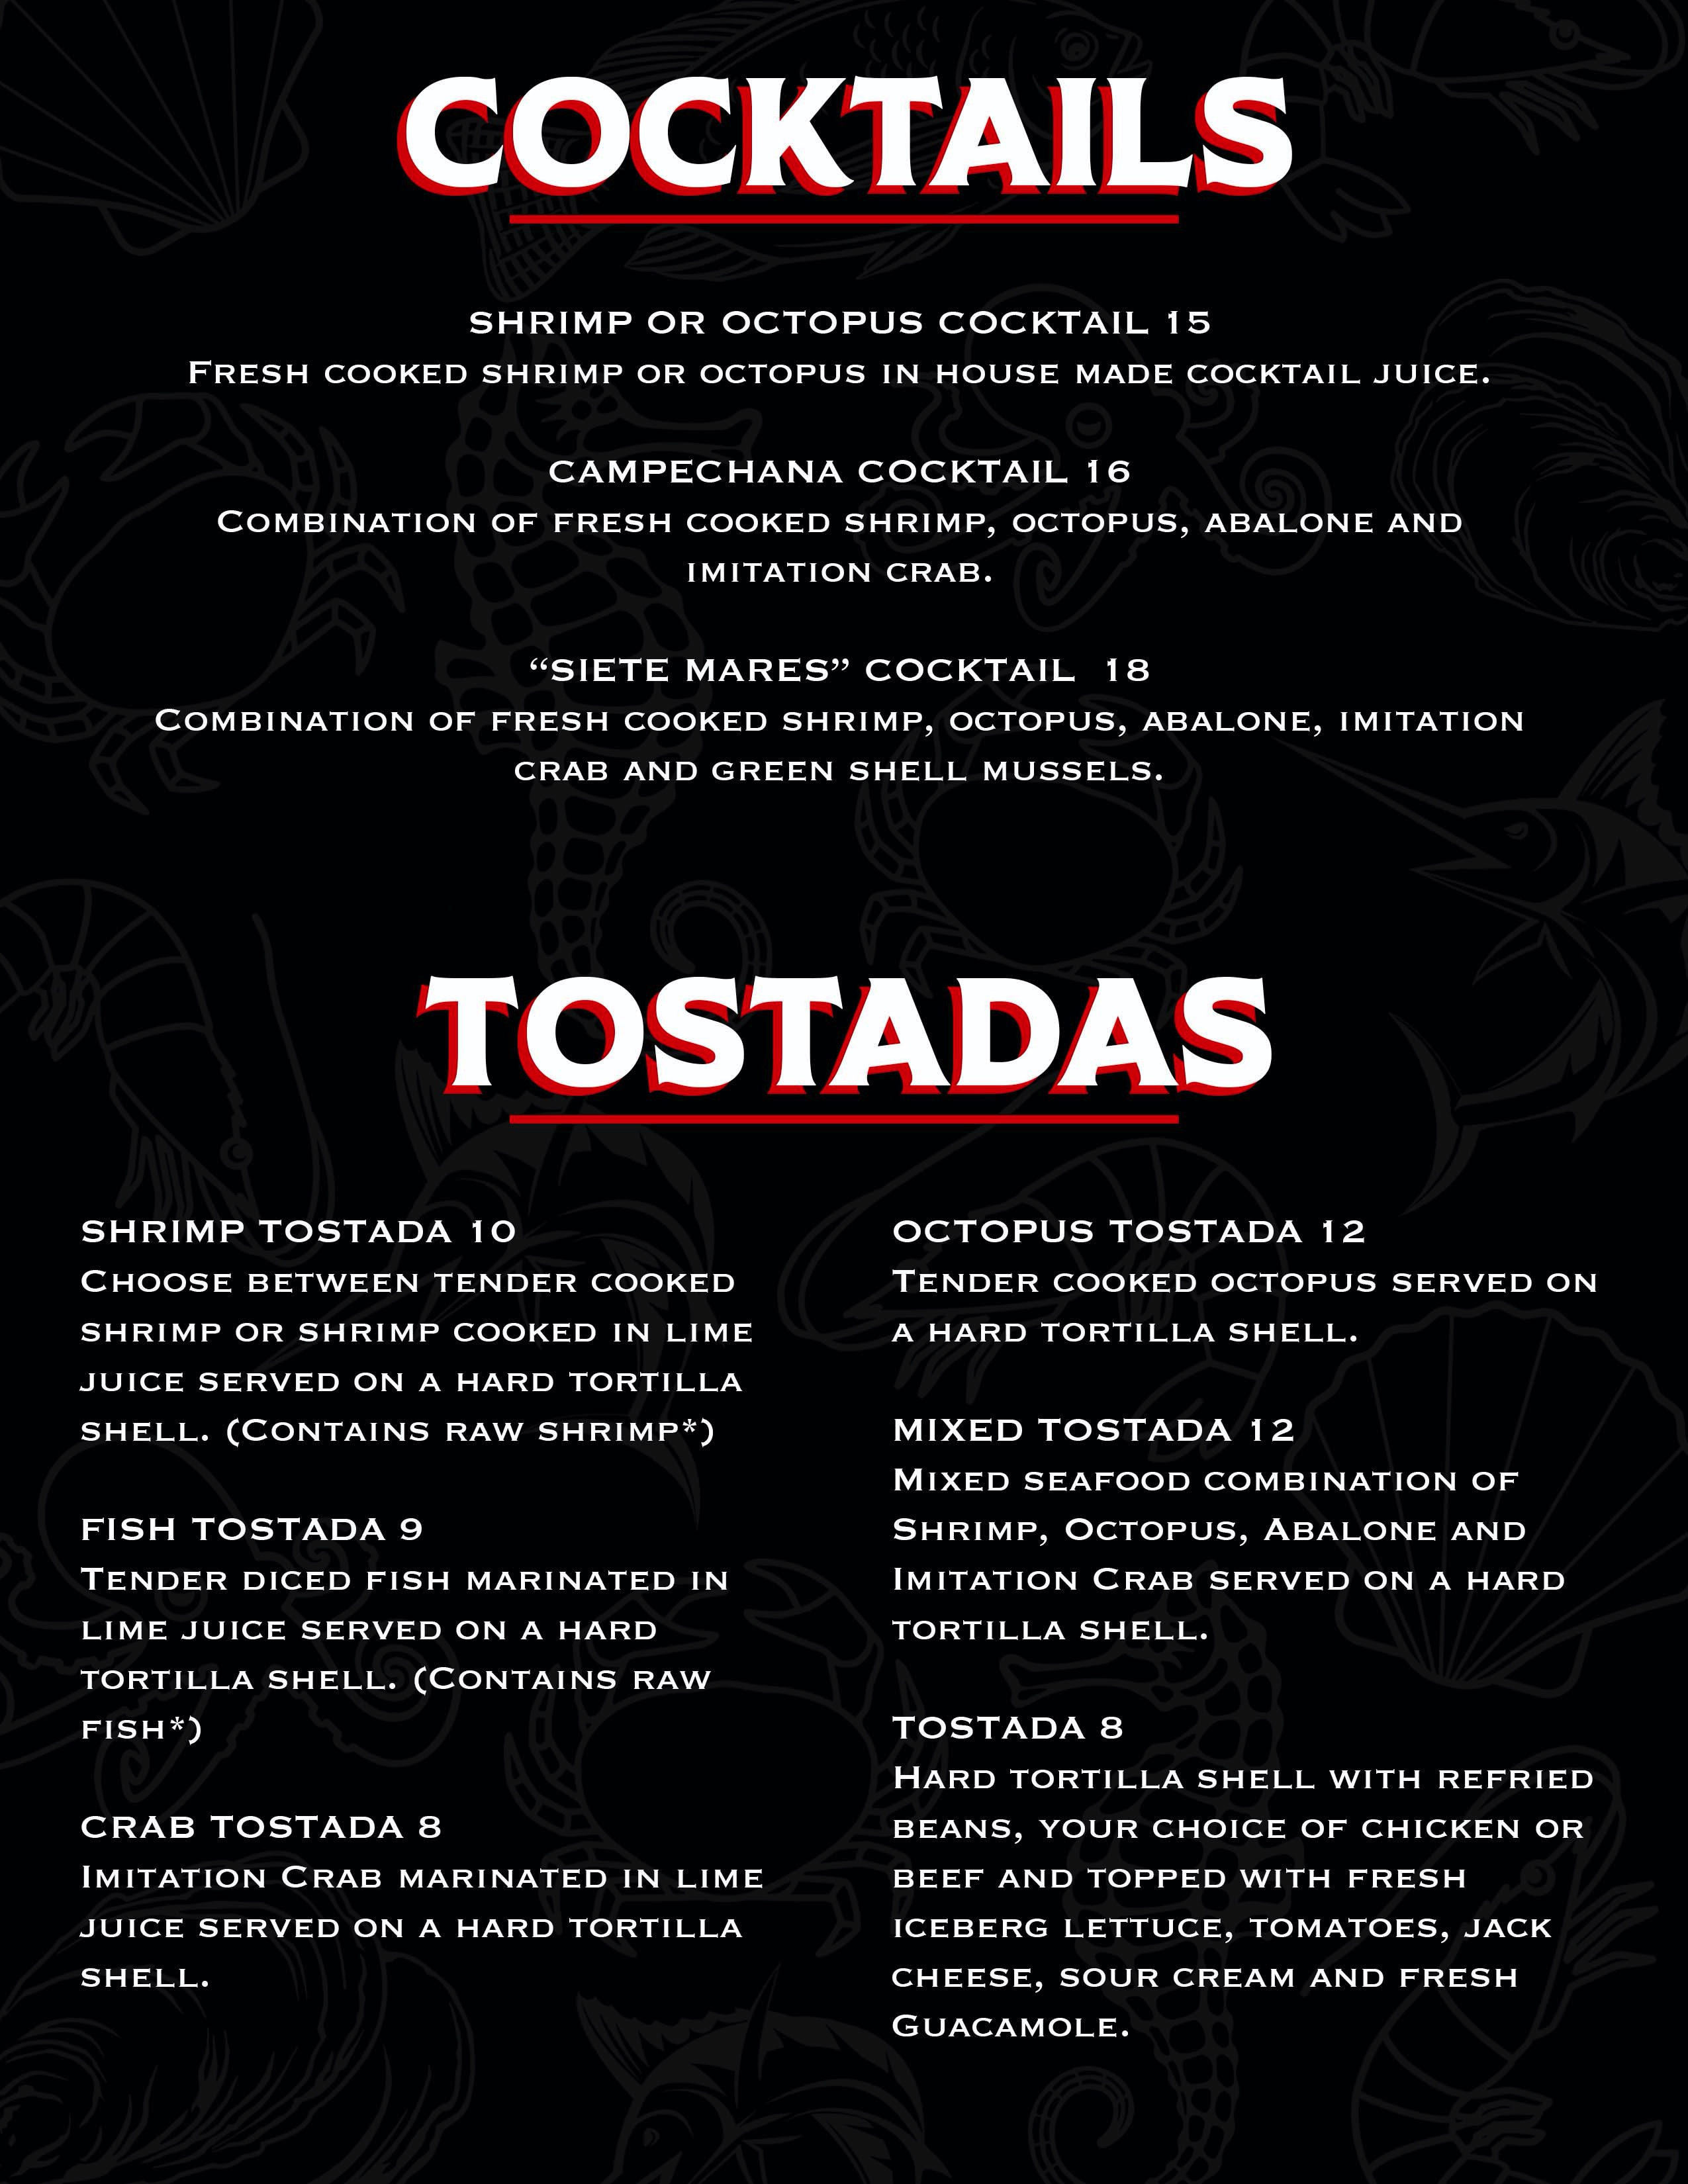 COCKTAILS
SHRIMP OR OCTOPUS COCKTAIL 15
Fresh cooked shrimp or octopus in house made cocktail juice.
CAMPECHANA COCKTAIL 16
Combination of fresh cooked shrimp, octopus, abalone and
imitation crab.
“SIETE MARES” COCKTAIL 18
Combination of fresh cooked shrimp, octopus, abalone, imitation
crab and green shell mussels.
TOSTADAS
SHRIMP TOSTADA 10
Choose between tender cooked
shrimp or shrimp cooked in lime
juice served on a hard tortilla
shell. (Contains raw shrimp*)
FISH TOSTADA 9
Tender diced fish marinated in
lime juice served on a hard
tortilla shell. (Contains raw
fish*)
CRAB TOSTADA 8
Imitation Crab marinated in lime
juice served on a hard tortilla
shell.
OCTOPUS TOSTADA 12
Tender cooked octopus served on
a hard tortilla shell.
MIXED TOSTADA 12
Mixed seafood combination of
Shrimp, Octopus, Abalone and
Imitation Crab served on a hard
tortilla shell.
TOSTADA 8
Hard tortilla shell with refried
beans, your choice of chicken or
beef and topped with fresh
iceberg lettuce, tomatoes, jack
cheese, sour cream and fresh
Guacamole.